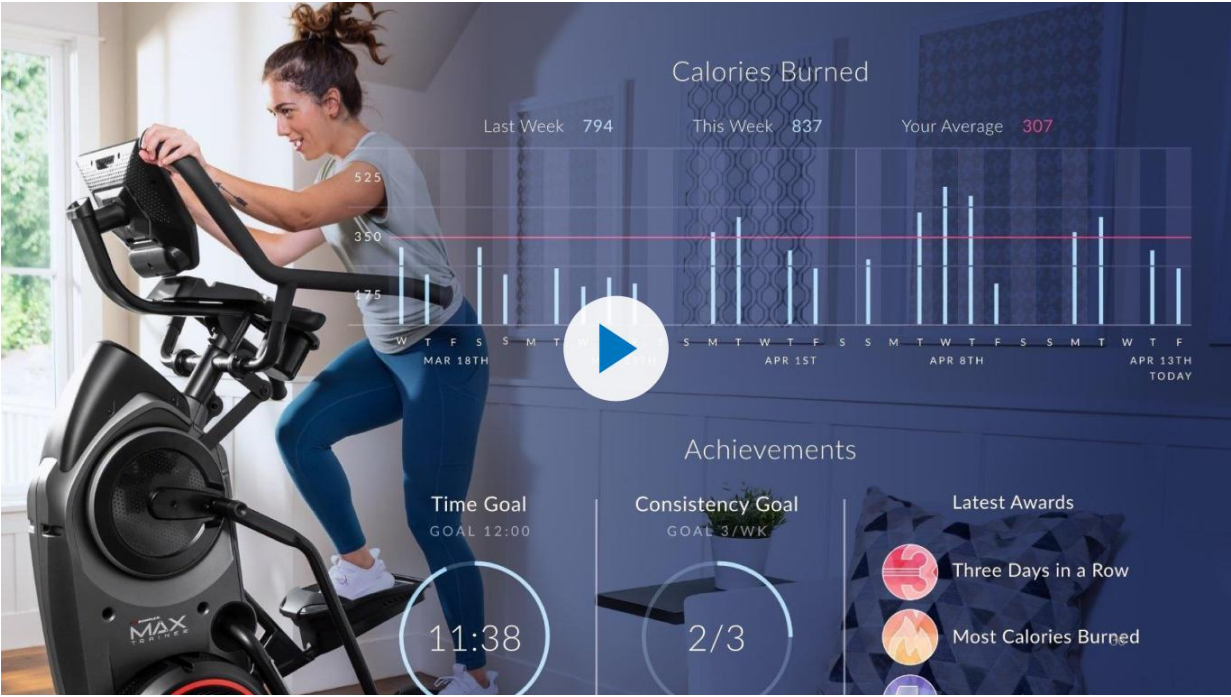 Calories Burned
Last Week 794 This Week 837 Your Average 307
525
350
175
W T F S S M T W T S M T W T F S S M T W T F S S M T W T F
MAR 18TH APR 1ST APR 8TH APR 13TH
TODAY
Achievements
Time Goal
GOAL 12:00
Consistency Goal
GOAL 3/WK
Latest Awards
Three Days in a Row
11:38
2/3
Most Calories Burned
MAX
TRAINER